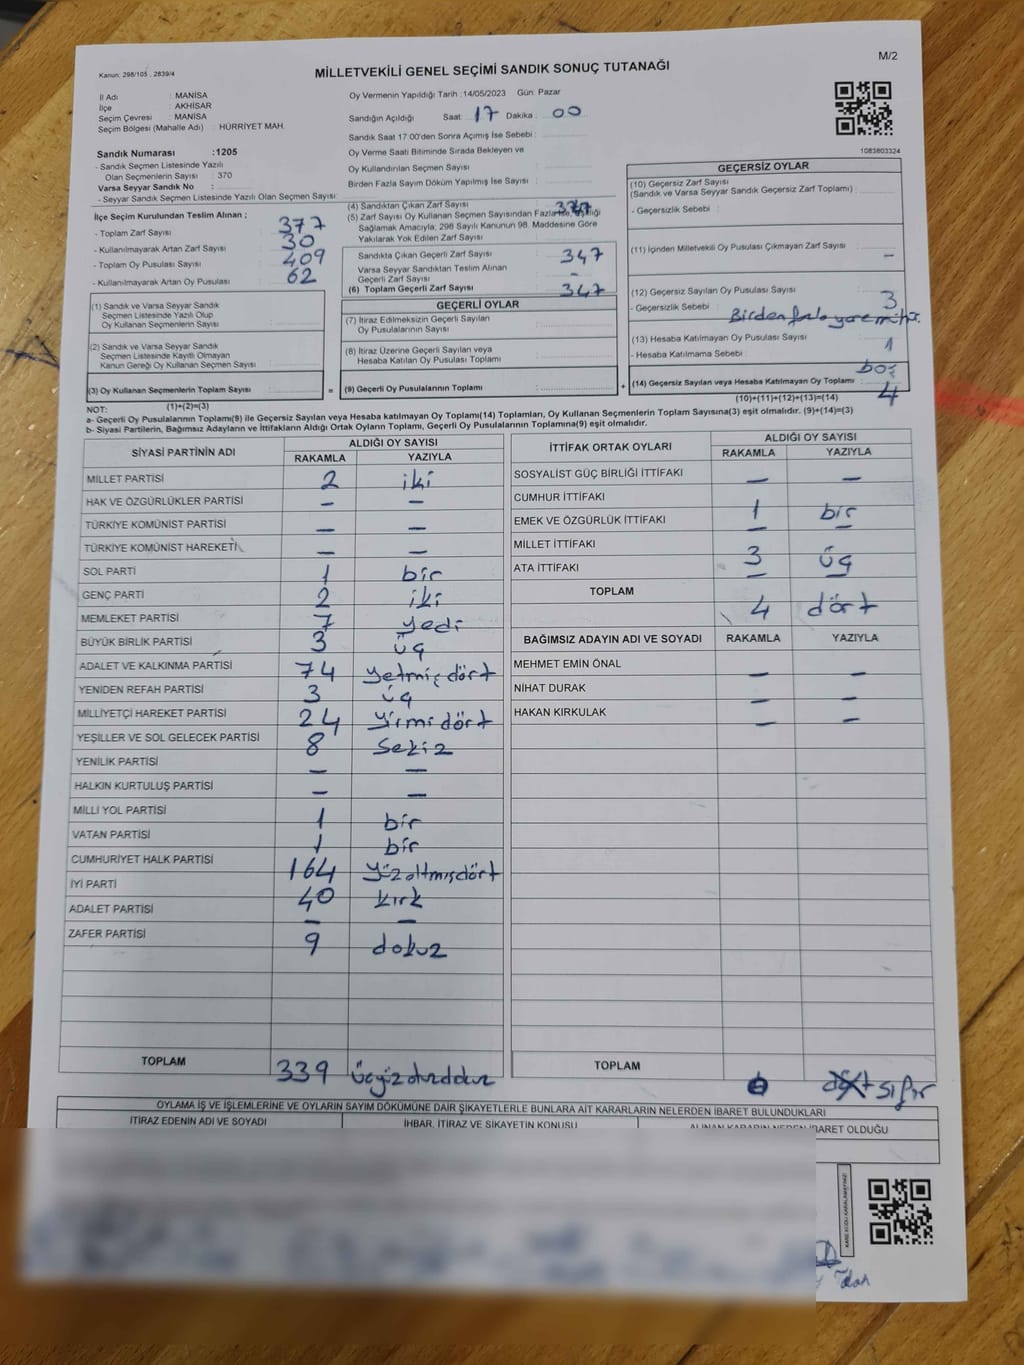 M/2
Kanun: 298/105 , 2839/4
MİLLETVEKİLİ GENEL SEÇİMİ SANDIK SONUÇ TUTANAĞI
İl Adı : MANİSA
İlçe : AKHİSAR
Seçim Çevresi : MANİSA
Seçim Bölgesi (Mahalle Adı) : HÜRRİYET MAH.
Sandık Numarası :1205
- Sandık Seçmen Listesinde Yazılı
Olan Seçmenlerin Sayısı : 370
Varsa Seyyar Sandık No :
- Seyyar Sandık Seçmen Listesinde Yazılı Olan Seçmen Sayısı:
İlçe Seçim Kurulundan Teslim Alınan ;
- Toplam Zarf Sayısı : 377
- Kullanılmayarak Artan Zarf Sayısı : 30
- Toplam Oy Pusulası Sayısı : 409
- Kullanılmayarak Artan Oy Pusulası : 62
(1) Sandık ve Varsa Seyyar Sandık
Seçmen Listesinde Yazılı Olup
Oy Kullanan Seçmenlerin Sayısı :
(2) Sandık ve Varsa Seyyar Sandık
Seçmen Listesinde Kayıtlı Olmayan
Kanun Gereği Oy Kullanan Seçmen Sayısı :
(3) Oy Kullanan Seçmenlerin Toplam Sayısı :
(1)+(2)=(3)
Oy Vermenin Yapıldığı Tarih :14/05/2023 Gün: Pazar
Sandığın Açıldığı Saat 17 Dakika : 00
Sandık Saat 17:00'den Sonra Açımış İse Sebebi :
Oy Verme Saati Bitiminde Sırada Bekleyen ve
Oy Kullandırılan Seçmen Sayısı :
Birden Fazla Sayım Döküm Yapılmış İse Sayısı :
(4) Sandıktan Çıkan Zarf Sayısı :
(5) Zarf Sayısı Oy Kullanan Seçmen Sayısından Fazla ise,
Sağlamak Amacıyla, 298 Sayılı Kanunun 98. Maddesine Göre
Yakılarak Yok Edilen Zarf Sayısı :
Sandıkta Çıkan Geçerli Zarf Sayısı : 347
Varsa Seyyar Sandıktan Teslim Alınan
Geçerli Zarf Sayısı : -
(6) Toplam Geçerli Zarf Sayısı : 347
GEÇERLİ OYLAR
(7) İtiraz Edilmeksizin Geçerli Sayılan
Oy Pusulalarının Sayısı :
(8) İtiraz Üzerine Geçerli Sayılan veya
Hesaba Katılan Oy Pusulası Toplamı :
= (9) Geçerli Oy Pusulalarının Toplamı : +
1083803324
GEÇERSİZ OYLAR
(10) Geçersiz Zarf Sayısı
(Sandık ve Varsa Seyyar Sandık Geçersiz Zarf Toplamı) :
- Geçersizlik Sebebi :
(11) İçinden Milletvekili Oy Pusulası Çıkmayan Zarf Sayısı : -
(12) Geçersiz Sayılan Oy Pusulası Sayısı : 3
- Geçersizlik Sebebi : Birden fazla yere mühür.
(13) Hesaba Katılmayan Oy Pusulası Sayısı : 1
- Hesaba Katılmama Sebebi : boş
(14) Geçersiz Sayılan veya Hesaba Katılmayan Oy Toplamı : 4
(10)+(11)+(12)+(13)=(14)
NOT:
a- Geçerli Oy Pusulalarının Toplamı(9) ile Geçersiz Sayılan veya Hesaba katılmayan Oy Toplamı(14) Toplamları, Oy Kullanan Seçmenlerin Toplam Sayısına(3) eşit olmalıdır. (9)+(14)=(3)
b- Siyasi Partilerin, Bağımsız Adayların ve İttifakların Aldığı Ortak Oyların Toplamı, Geçerli Oy Pusulalarının Toplamına(9) eşit olmalıdır.
SİYASİ PARTİNİN ADI ALDIĞI OY SAYISI
RAKAMLA YAZIYLA
MİLLET PARTİSİ 2 iki
HAK VE ÖZGÜRLÜKLER PARTİSİ - -
TÜRKİYE KOMÜNİST PARTİSİ - -
TÜRKİYE KOMÜNİST HAREKETİ - -
SOL PARTİ 1 bir
GENÇ PARTİ 2 iki
MEMLEKET PARTİSİ 7 yedi
BÜYÜK BİRLİK PARTİSİ 3 üç
ADALET VE KALKINMA PARTİSİ 74 yetmiş dört
YENİDEN REFAH PARTİSİ 3 üç
MİLLİYETÇİ HAREKET PARTİSİ 24 yirmi dört
YEŞİLLER VE SOL GELECEK PARTİSİ 8 Sekiz
YENİLİK PARTİSİ - -
HALKIN KURTULUŞ PARTİSİ - -
MİLLİ YOL PARTİSİ 1 bir
VATAN PARTİSİ 1 bir
CUMHURİYET HALK PARTİSİ 164 yüzaltmışdört
İYİ PARTİ 40 kırk
ADALET PARTİSİ - -
ZAFER PARTİSİ 9 dokuz
TOPLAM 339 üçyüzotuzdokuz
İTTİFAK ORTAK OYLARI ALDIĞI OY SAYISI
RAKAMLA YAZIYLA
SOSYALİST GÜÇ BİRLİĞİ İTTİFAKI - -
CUMHUR İTTİFAKI 1 bir
EMEK VE ÖZGÜRLÜK İTTİFAKI - -
MİLLET İTTİFAKI 3 üç
ATA İTTİFAKI - -
TOPLAM 4 dört
BAĞIMSIZ ADAYIN ADI VE SOYADI RAKAMLA YAZIYLA
MEHMET EMİN ÖNAL - -
NİHAT DURAK - -
HAKAN KIRKULAK - -
TOPLAM 0 sıfır
OYLAMA İŞ VE İŞLEMLERİNE VE OYLARIN SAYIM DÖKÜMÜNE DAİR ŞİKAYETLERLE BUNLARA AİT KARARLARIN NELERDEN İBARET BULUNDUKLARI
İTİRAZ EDENİN ADI VE SOYADI İHBAR, İTİRAZ VE ŞİKAYETİN KONUSU ALINAN KARARIN NEDEN İBARET OLDUĞU